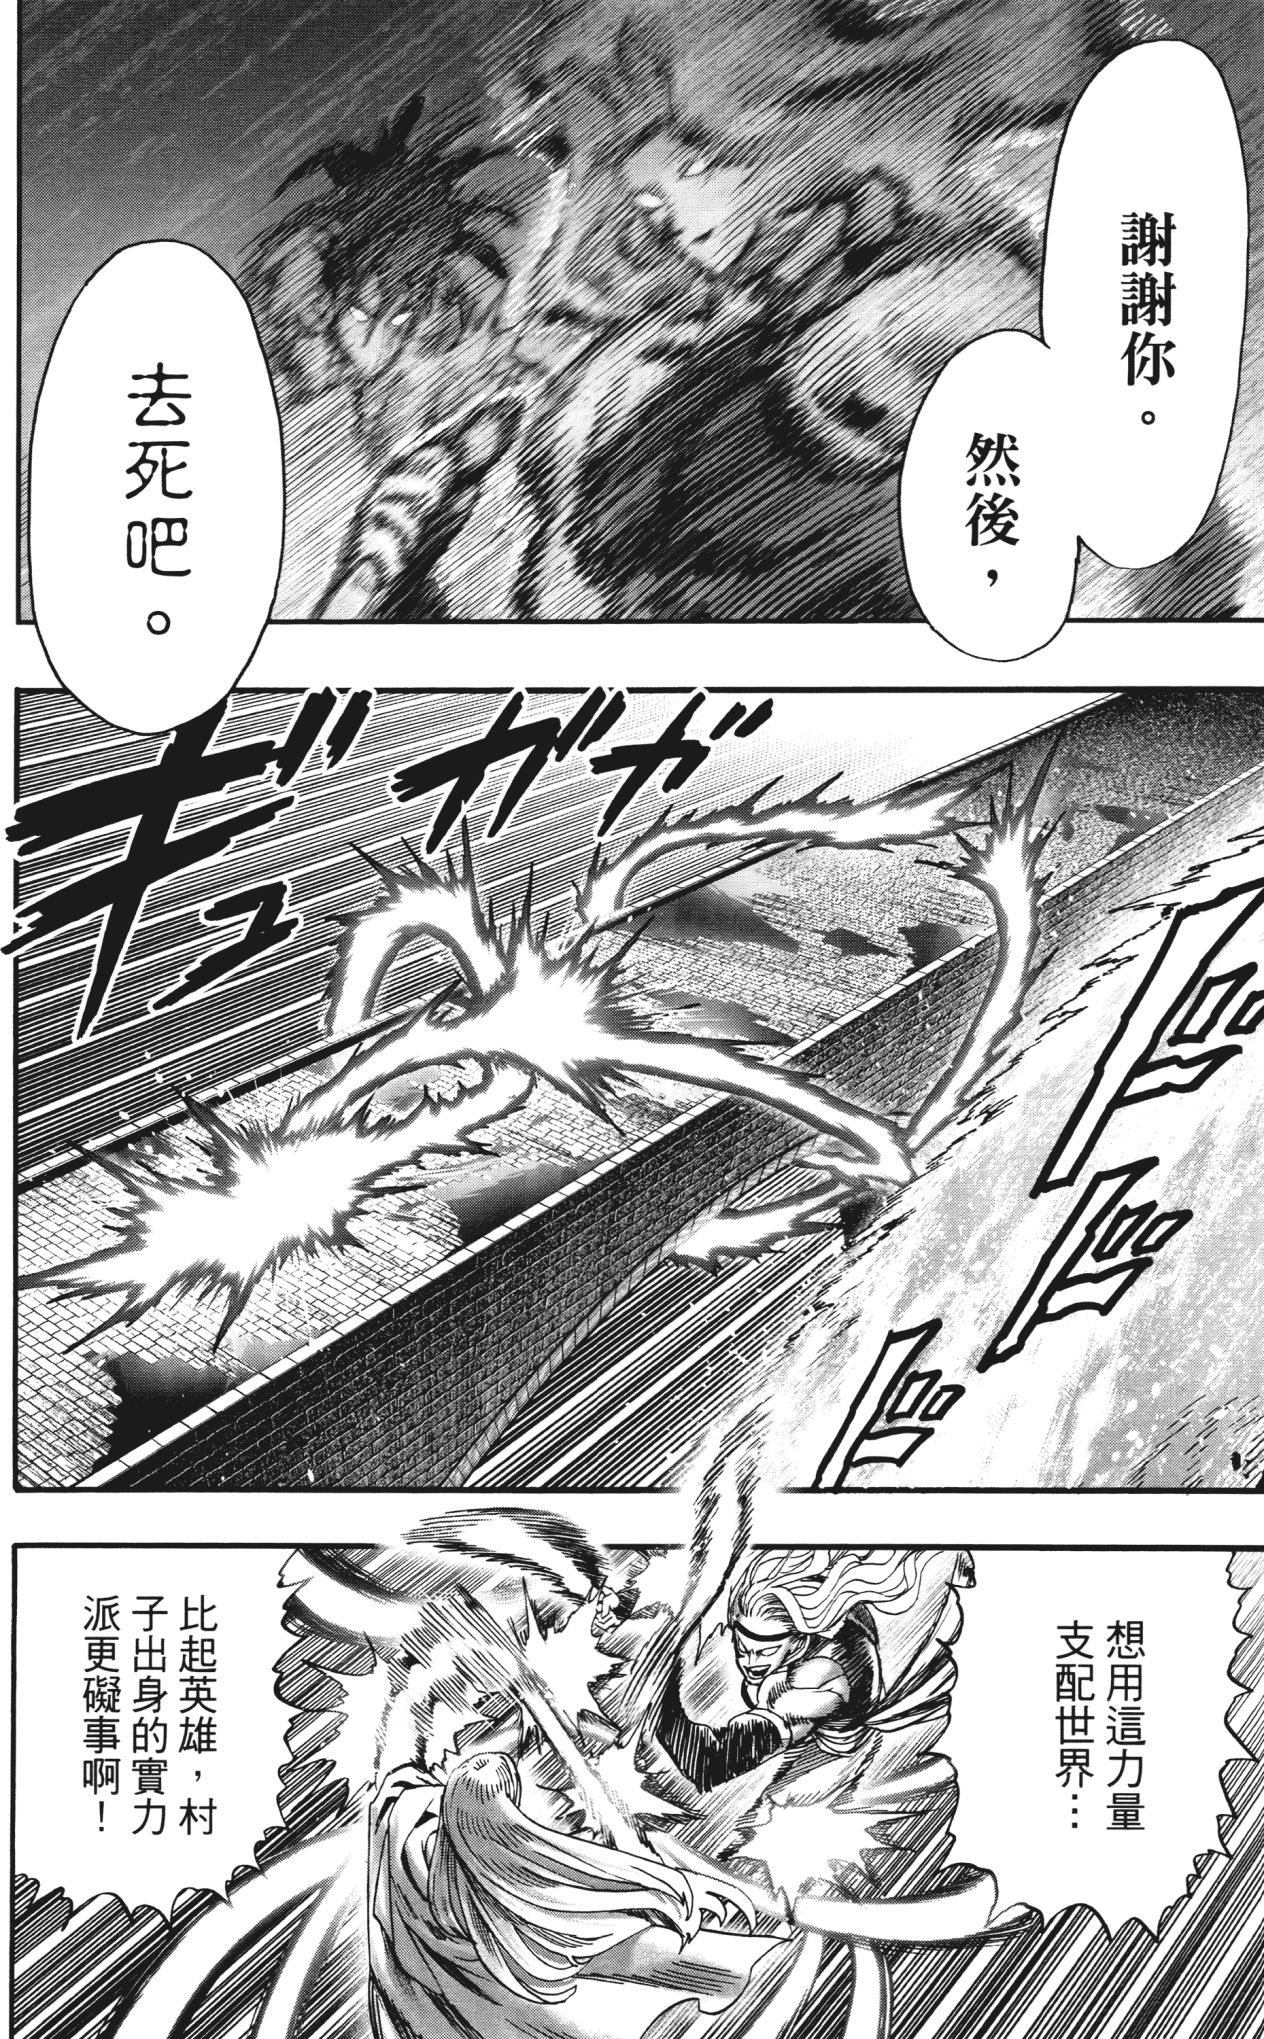 謝謝你。
然後，
去死吧。
ドドド
ガガ
ギュ
想用這力量
支配世界…
比起英雄，村
子出身的實力
派更礙事啊！